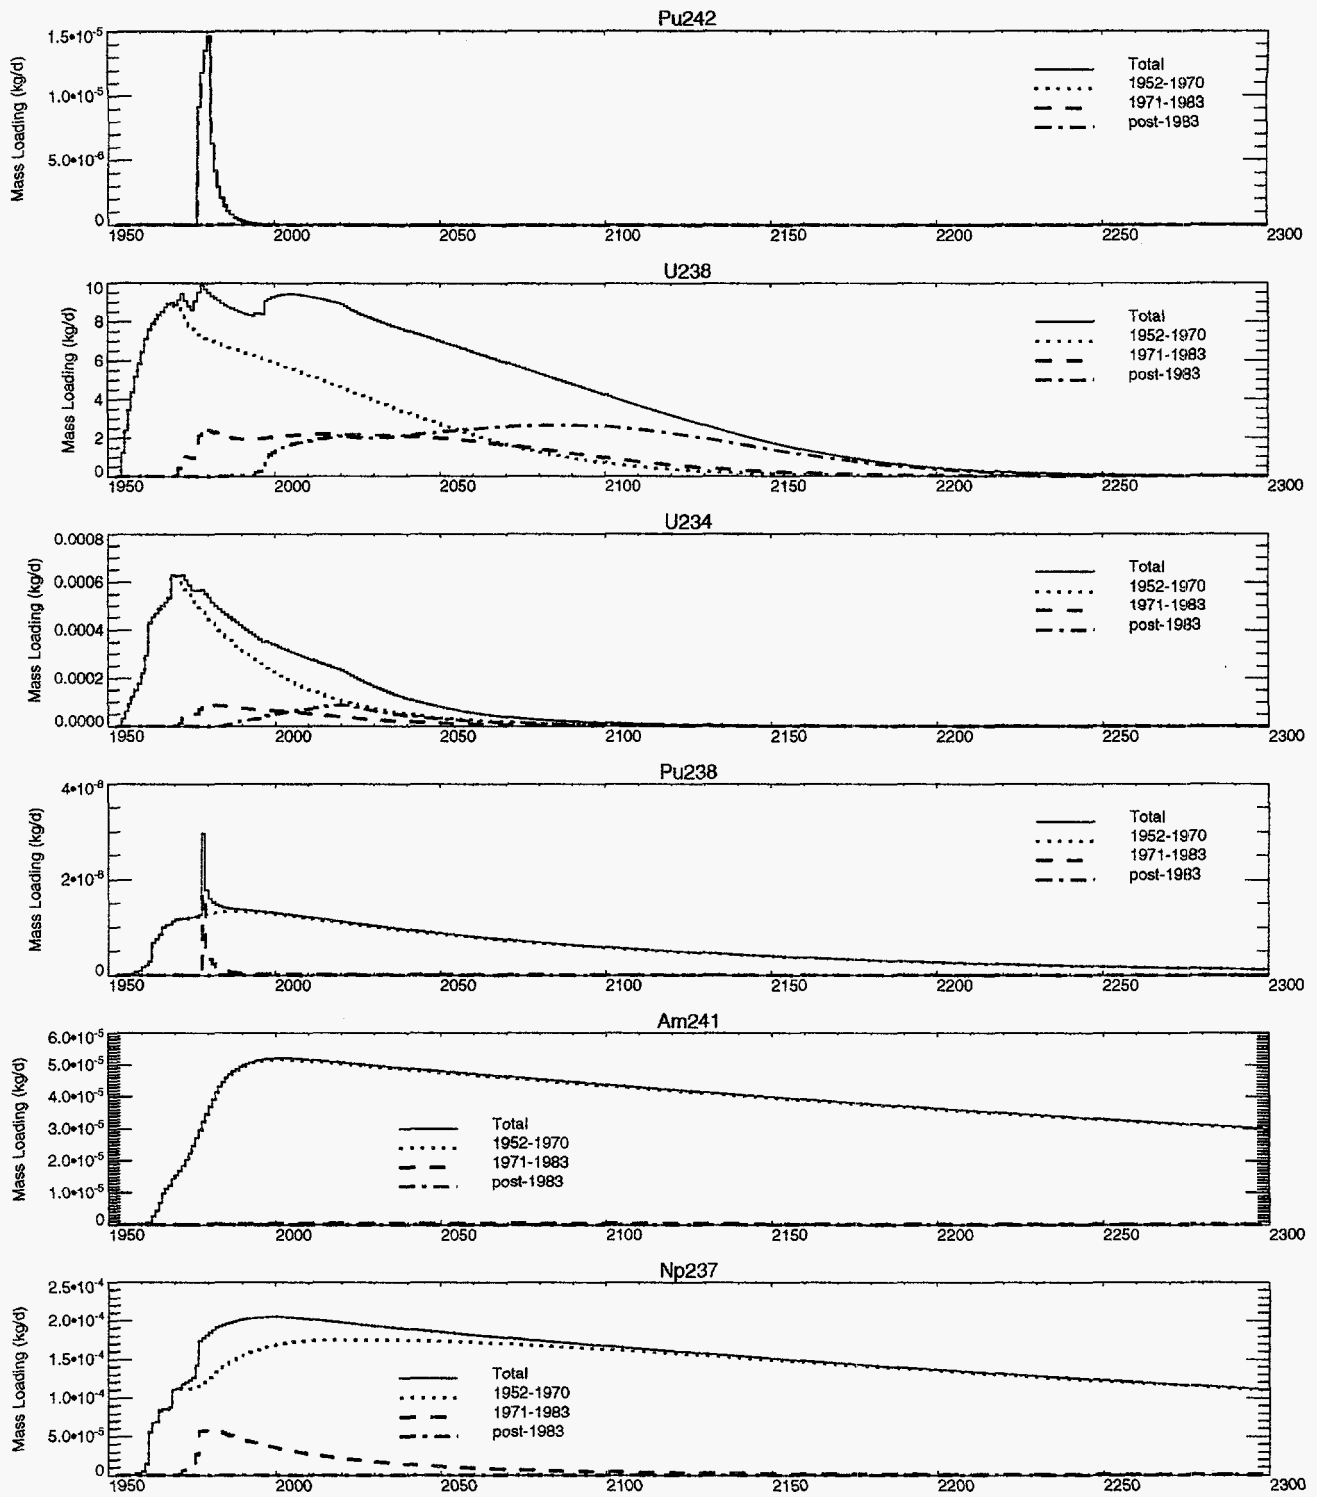 Pu242
Mass Loading (kg/d)
1.5•10-5
1.0•10-5
5.0•10-6
0
1950 2000 2050 2100 2150 2200 2250 2300
Total
1952-1970
1971-1983
post-1983
U238
Mass Loading (kg/d)
10
8
6
4
2
0
1950 2000 2050 2100 2150 2200 2250 2300
Total
1952-1970
1971-1983
post-1983
U234
Mass Loading (kg/d)
0.0008
0.0006
0.0004
0.0002
0.0000
1950 2000 2050 2100 2150 2200 2250 2300
Total
1952-1970
1971-1983
post-1983
Pu238
Mass Loading (kg/d)
4•10-8
2•10-8
0
1950 2000 2050 2100 2150 2200 2250 2300
Total
1952-1970
1971-1983
post-1983
Am241
Mass Loading (kg/d)
6.0•10-5
5.0•10-5
4.0•10-5
3.0•10-5
2.0•10-5
1.0•10-5
0
1950 2000 2050 2100 2150 2200 2250 2300
Total
1952-1970
1971-1983
post-1983
Np237
Mass Loading (kg/d)
2.5•10-4
2.0•10-4
1.5•10-4
1.0•10-4
5.0•10-5
0
1950 2000 2050 2100 2150 2200 2250 2300
Total
1952-1970
1971-1983
post-1983